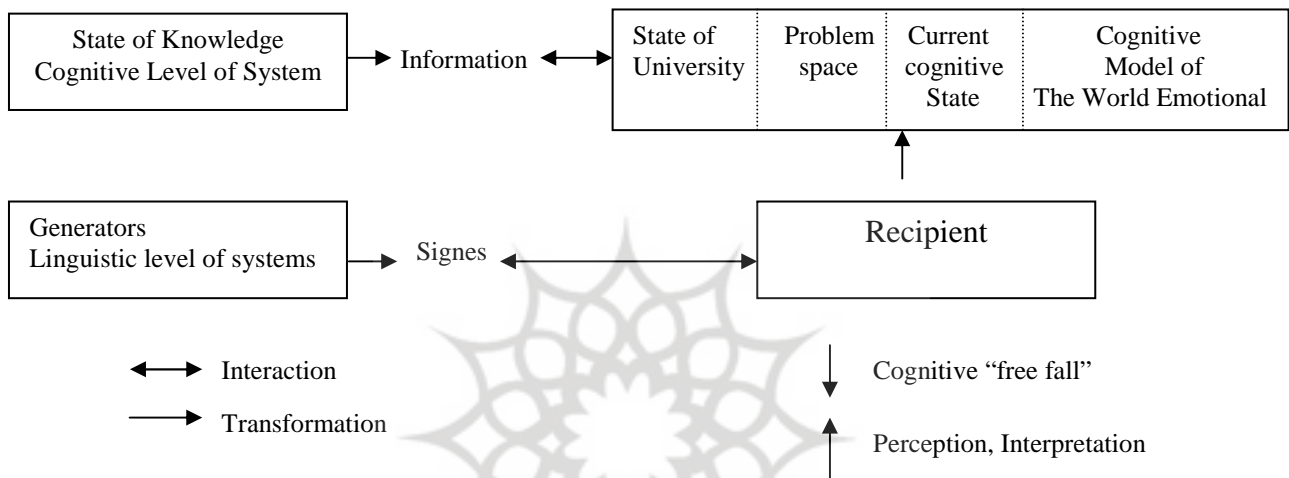 State of Knowledge
Cognitive Level of System
Information
State of
University
Problem
space
Current
cognitive
State
Cognitive
Model of
The World Emotional
Generators
Linguistic level of systems
Signes
Recipient
Interaction
Transformation
Cognitive “free fall”
Perception, Interpretation